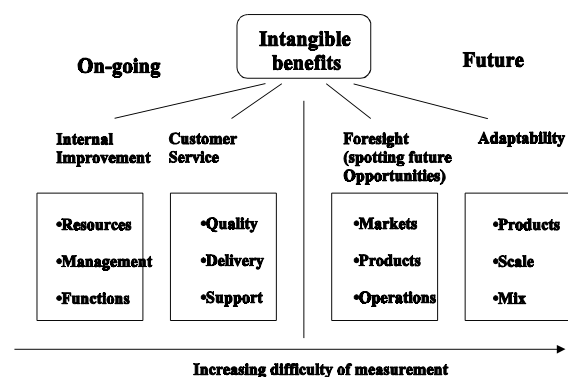 Intangible
benefits
On-going
Future
Internal
Improvement
Customer
Service
Foresight
(spotting future
Opportunities)
Adaptability
•Resources
•Management
•Functions
•Quality
•Delivery
•Support
•Markets
•Products
•Operations
•Products
•Scale
•Mix
Increasing difficulty of measurement